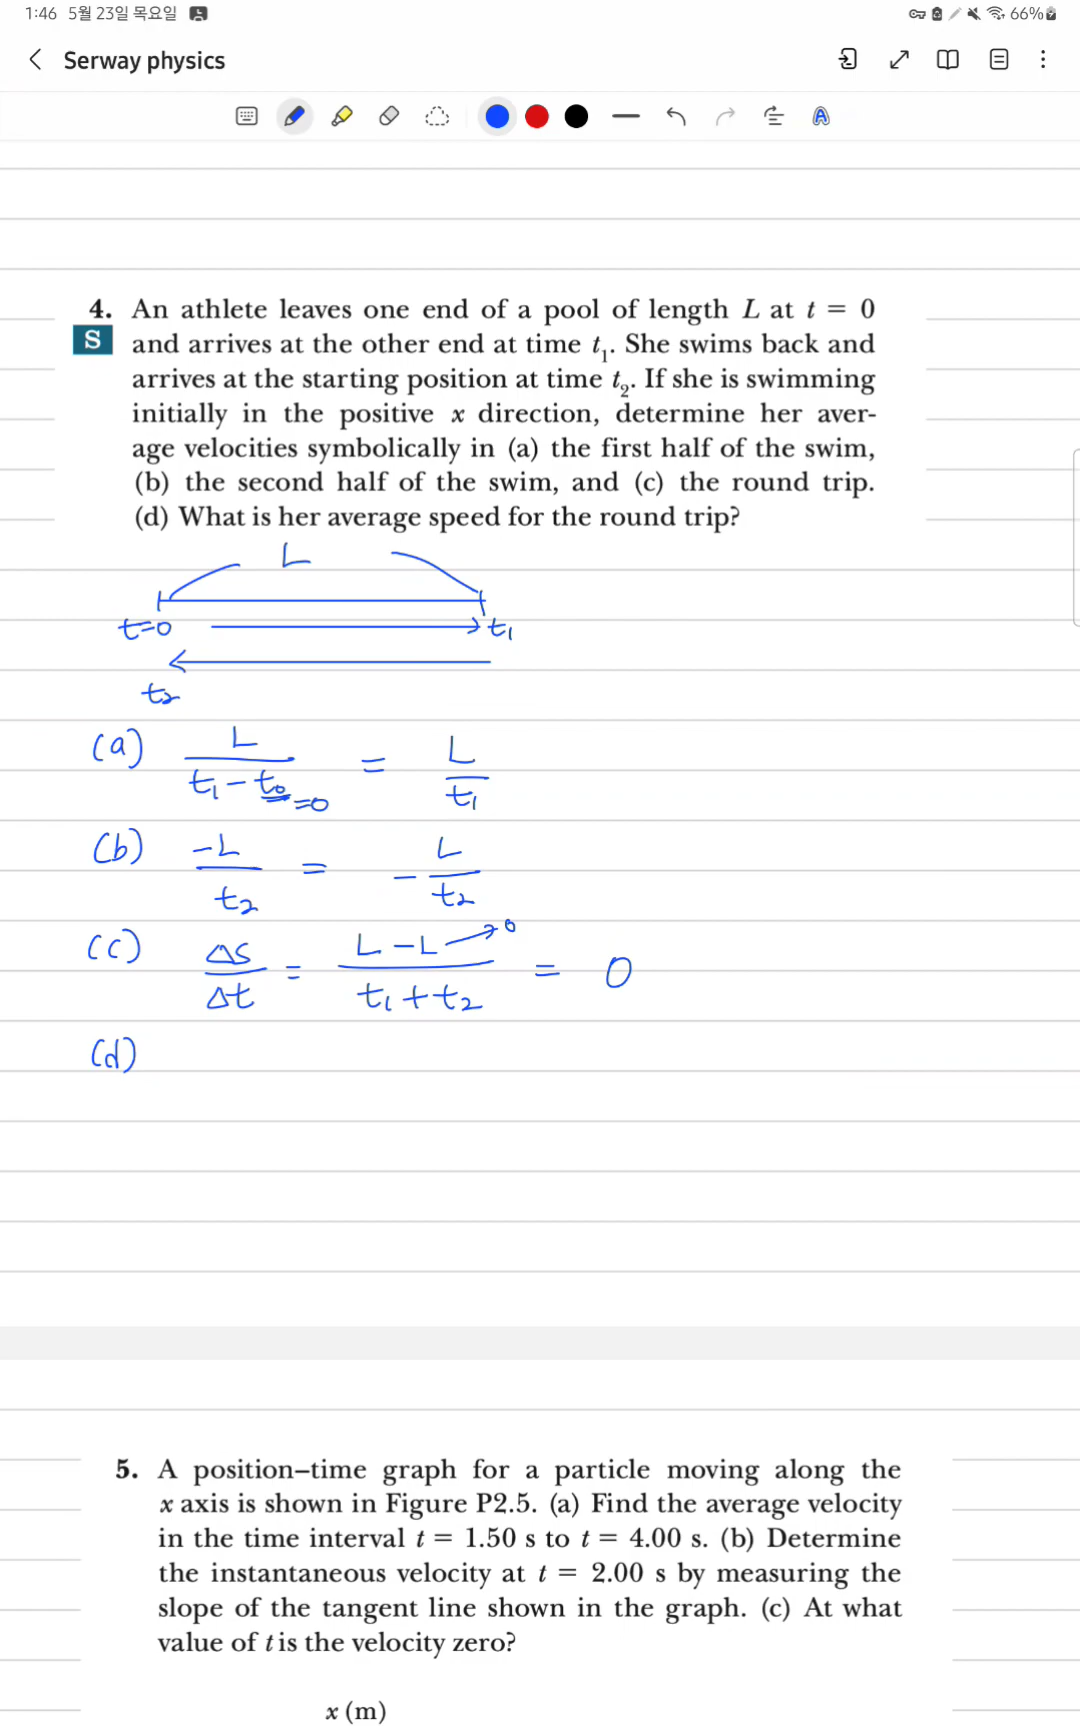 1:46 5월 23일 목요일
66%
Serway physics
A
4. An athlete leaves one end of a pool of length L at t = 0
S and arrives at the other end at time t₁. She swims back and
arrives at the starting position at time t₂. If she is swimming
initially in the positive x direction, determine her aver-
age velocities symbolically in (a) the first half of the swim,
(b) the second half of the swim, and (c) the round trip.
(d) What is her average speed for the round trip?
L
t=0 t₁
t₂
(a) L / (t₁ - t₀) = L / t₁
=0
(b) -L / t₂ = - L / t₂
(c) Δs / Δt = (L - L) / (t₁ + t₂) = 0
0
(d)
5. A position–time graph for a particle moving along the
x axis is shown in Figure P2.5. (a) Find the average velocity
in the time interval t = 1.50 s to t = 4.00 s. (b) Determine
the instantaneous velocity at t = 2.00 s by measuring the
slope of the tangent line shown in the graph. (c) At what
value of t is the velocity zero?
x (m)